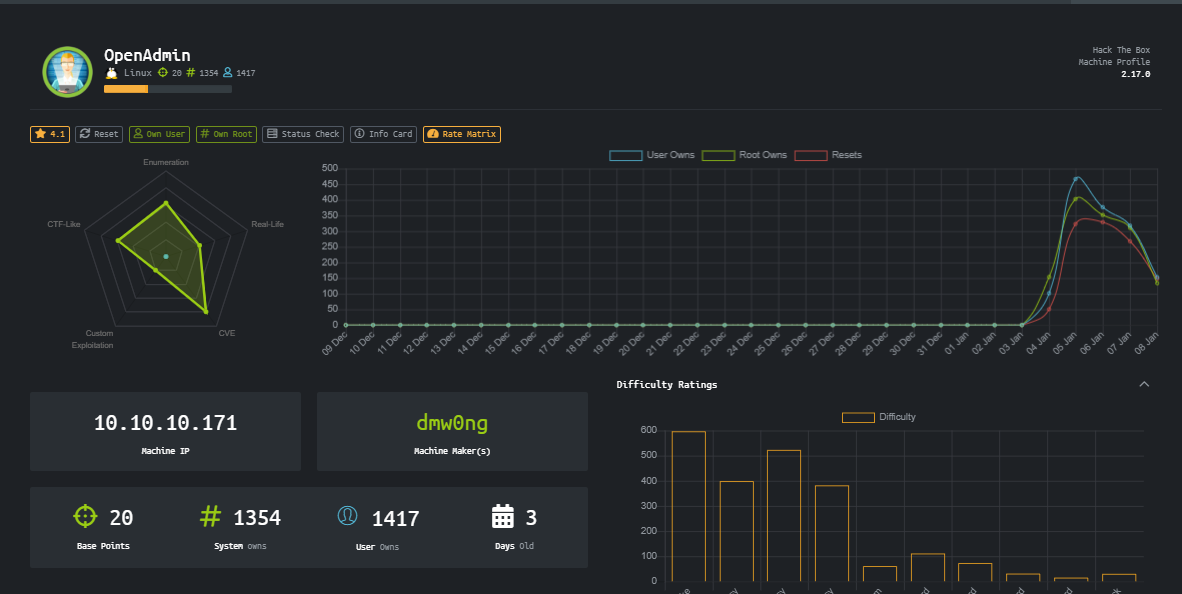 OpenAdmin
Linux 20 1354 1417
Hack The Box
Machine Profile
2.17.0
4.1 Reset Own User Own Root Status Check Info Card Rate Matrix
Enumeration
CTF-Like
Real-Life
Custom
Exploitation
CVE
User Owns Root Owns Resets
500
450
400
350
300
250
200
150
100
50
0
09 Dec 10 Dec 11 Dec 12 Dec 13 Dec 14 Dec 15 Dec 16 Dec 17 Dec 18 Dec 19 Dec 20 Dec 21 Dec 22 Dec 23 Dec 24 Dec 25 Dec 26 Dec 27 Dec 28 Dec 29 Dec 30 Dec 31 Dec 01 Jan 02 Jan 03 Jan 04 Jan 05 Jan 06 Jan 07 Jan 08 Jan
10.10.10.171
Machine IP
dmw0ng
Machine Maker(s)
20
Base Points
1354
System owns
1417
User Owns
3
Days Old
Difficulty Ratings
Difficulty
600
500
400
300
200
100
0